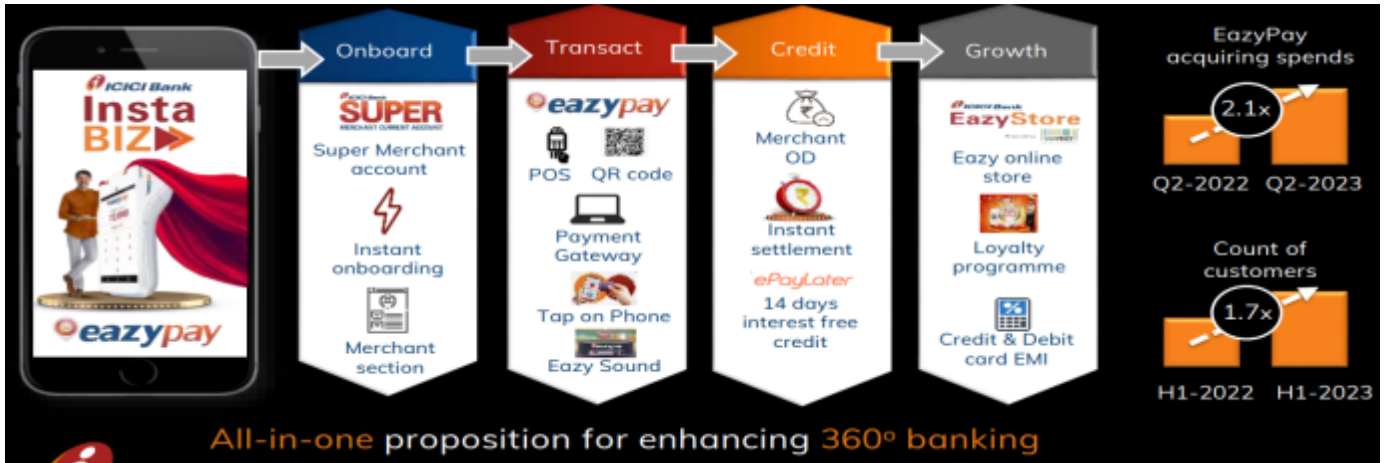 ICICI Bank
Insta
BIZ
eazypay
Onboard
ICICI Bank
SUPER
MERCHANT CURRENT ACCOUNT
Super Merchant
account
Instant
onboarding
Merchant
section
Transact
eazypay
POS QR code
Payment
Gateway
Tap on Phone
Eazy Sound
Credit
Merchant
OD
Instant
settlement
ePayLater
14 days
interest free
credit
Growth
ICICI Bank
EazyStore
Eazy online
store
Loyalty
programme
Credit & Debit
card EMI
EazyPay
acquiring spends
2.1x
Q2-2022 Q2-2023
Count of
customers
1.7x
H1-2022 H1-2023
All-in-one proposition for enhancing 360° banking